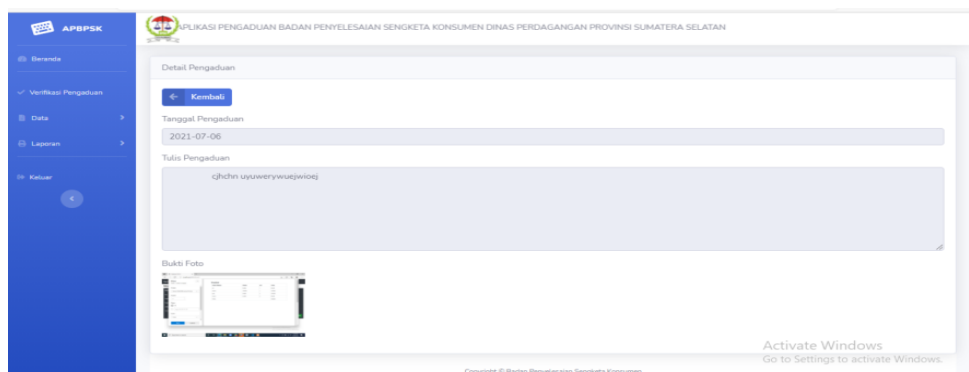 APBPSK
APLIKASI PENGADUAN BADAN PENYELESAIAN SENGKETA KONSUMEN DINAS PERDAGANGAN PROVINSI SUMATERA SELATAN
Beranda
Verifikasi Pengaduan
Data
Laporan
Keluar
Detail Pengaduan
Kembali
Tanggal Pengaduan
2021-07-06
Tulis Pengaduan
cjhchn uyuwerywuejwioej
Bukti Foto
Activate Windows
Go to Settings to activate Windows.
Copyright © Badan Penyelesaian Sengketa Konsumen